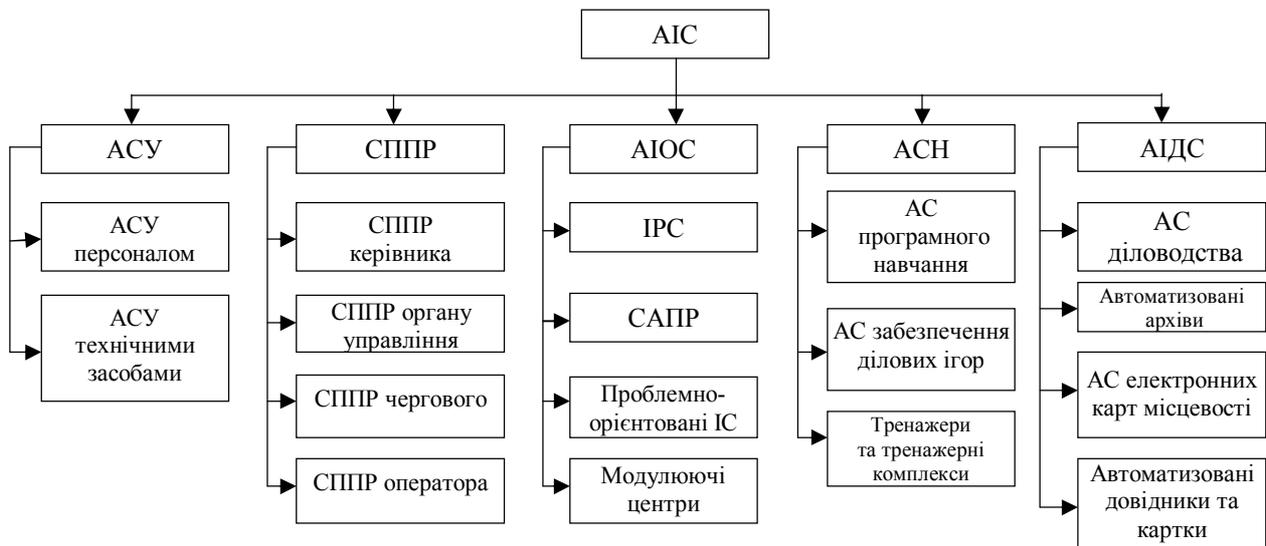 АІС
АСУ
СППР
АІОС
АСН
АІДС
АСУ
персоналом
АСУ
технічними
засобами
СППР
керівника
СППР органу
управління
СППР чергового
СППР оператора
ІРС
САПР
Проблемно-
орієнтовані ІС
Модулюючі
центри
АС
програмного
навчання
АС забезпечення
ділових ігор
Тренажери
та тренажерні
комплекси
АС
діловодства
Автоматизовані
архіви
АС електронних
карт місцевості
Автоматизовані
довідники та
картки